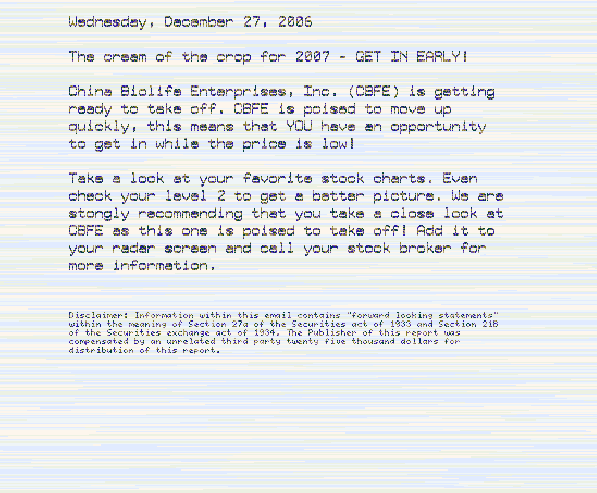 Wednesday, December 27, 2006
The cream of the crop for 2007 - GET IN EARLY!
China Biolife Enterprises, Inc. (CBFE) is getting
ready to take off. CBFE is poised to move up
quickly, this means that YOU have an opportunity
to get in while the price is low!
Take a look at your favorite stock charts. Even
check your level 2 to get a better picture. We are
stongly recommending that you take a close look at
CBFE as this one is poised to take off! Add it to
your radar screen and call your stock broker for
more information.
Disclaimer: Information within this email contains "forward looking statements"
within the meaning of Section 27a of the Securities act of 1933 and Section 21B
of the Securities exchange act of 1934. The Publisher of this report was
compensated by an unrelated third party twenty five thousand dollars for
distribution of this report.